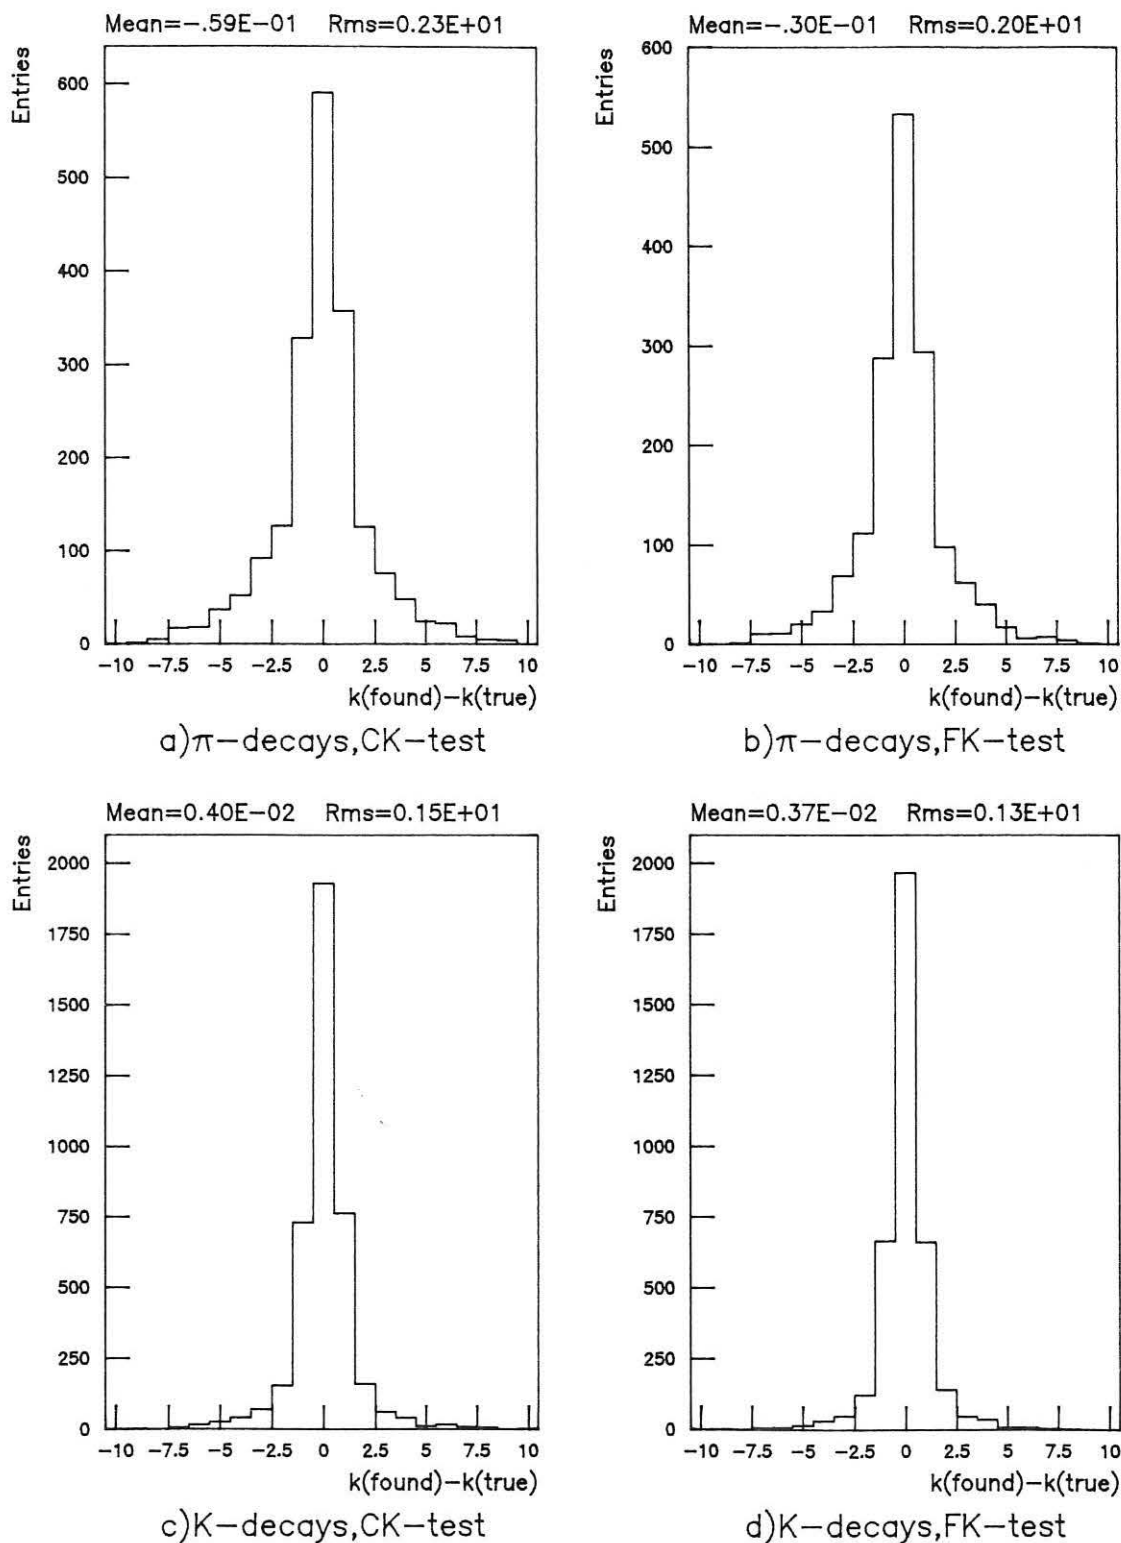 Mean=−.59E−01 Rms=0.23E+01
Entries
600
500
400
300
200
100
0
−10 −7.5 −5 −2.5 0 2.5 5 7.5 10
k(found)−k(true)
a)π−decays,CK−test
Mean=−.30E−01 Rms=0.20E+01
Entries
600
500
400
300
200
100
0
−10 −7.5 −5 −2.5 0 2.5 5 7.5 10
k(found)−k(true)
b)π−decays,FK−test
Mean=0.40E−02 Rms=0.15E+01
Entries
2000
1750
1500
1250
1000
750
500
250
0
−10 −7.5 −5 −2.5 0 2.5 5 7.5 10
k(found)−k(true)
c)K−decays,CK−test
Mean=0.37E−02 Rms=0.13E+01
Entries
2000
1750
1500
1250
1000
750
500
250
0
−10 −7.5 −5 −2.5 0 2.5 5 7.5 10
k(found)−k(true)
d)K−decays,FK−test